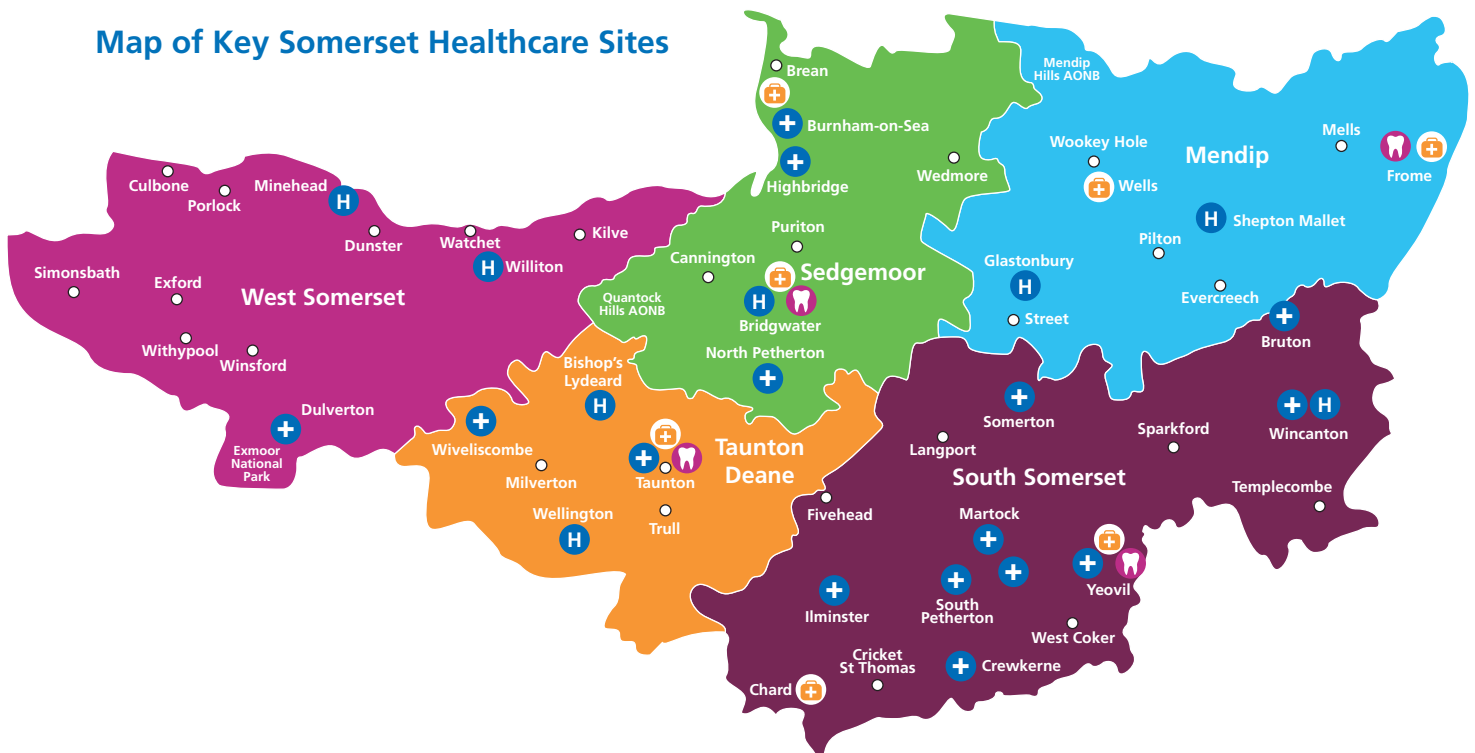 Map of Key Somerset Healthcare Sites
Brean
Burnham-on-Sea
Highbridge
Wedmore
Puriton
Cannington
Sedgemoor
Quantock
Hills AONB
H
Bridgwater
North Petherton
Mendip
Hills AONB
Wookey Hole
Mendip
Mells
Frome
Wells
H
Shepton Mallet
Pilton
Glastonbury
H
Evercreech
Street
Culbone
Porlock
Minehead
H
Dunster
Watchet
Kilve
H
Williton
Simonsbath
Exford
West Somerset
Withypool
Winsford
Dulverton
Exmoor
National
Park
Bishop's
Lydeard
H
Wiveliscombe
Milverton
Taunton
Deane
Taunton
Trull
Wellington
H
Bruton
Somerton
Langport
Sparkford
H
Wincanton
South Somerset
Templecombe
Fivehead
Martock
Ilminster
South
Petherton
Yeovil
West Coker
Crewkerne
Cricket
St Thomas
Chard